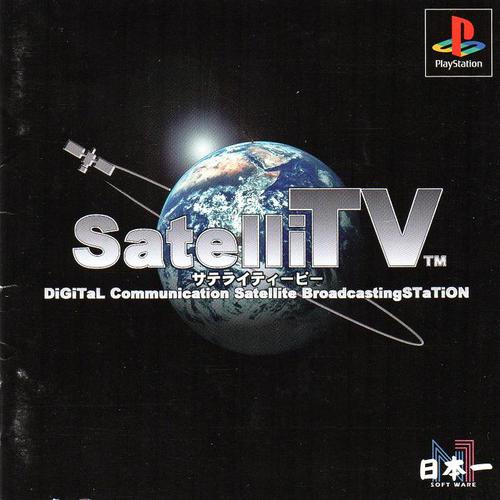 PlayStation
SatelliTV™
サテライティービー
DiGiTaL Communication Satellite BroadcastingSTaTiON
日本一
SOFT WARE